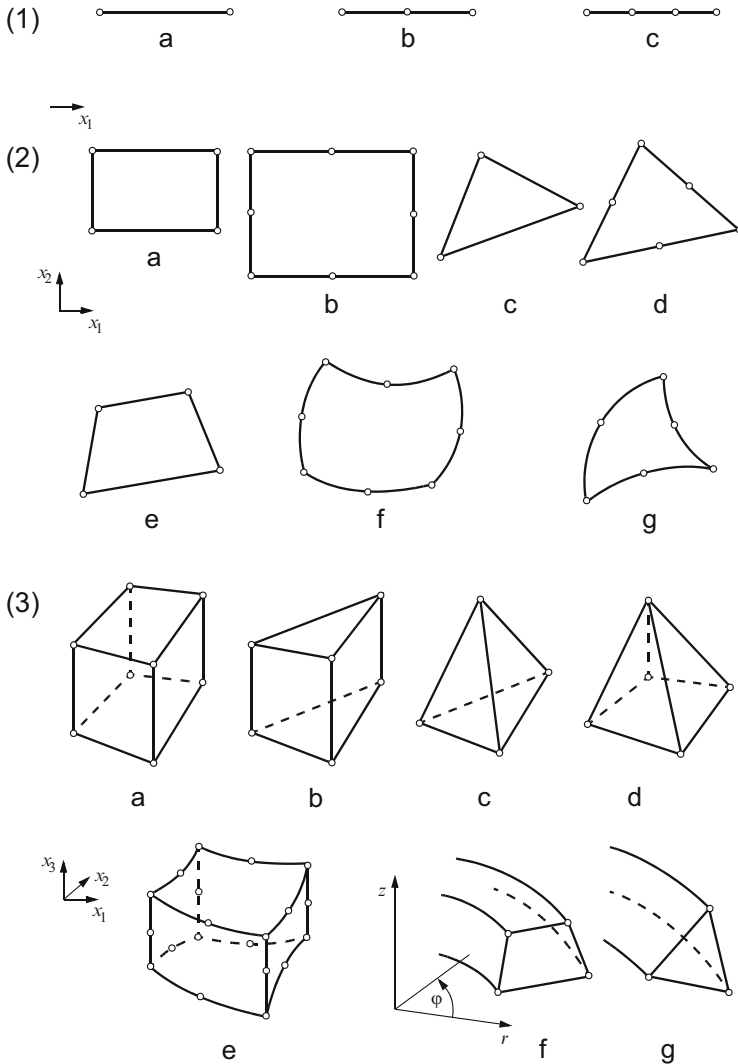 (1)
a b c
x1
(2)
a b c d
x2
x1
e f g
(3)
a b c d
x3
x2
x1
e
z
φ
r
f g